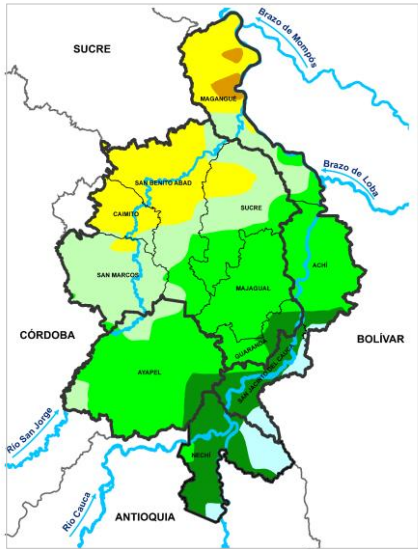 SUCRE
Brazo de Mompós
MAGANGUÉ
Brazo de Loba
SAN BENITO ABAD
CAIMITO
SUCRE
SAN MARCOS
ACHÍ
MAJAGUAL
CÓRDOBA
BOLÍVAR
GUARANDA
SAN JACINTO DEL CAUCA
AYAPEL
Río San Jorge
NECHÍ
Río Cauca
ANTIOQUIA